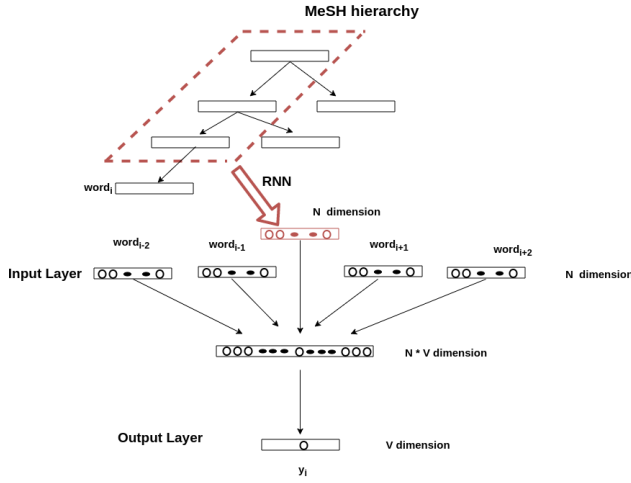 MeSH hierarchy
wordi
RNN
N dimension
wordi-2
wordi-1
wordi+1
wordi+2
Input Layer
N dimension
N * V dimension
Output Layer
V dimension
yi